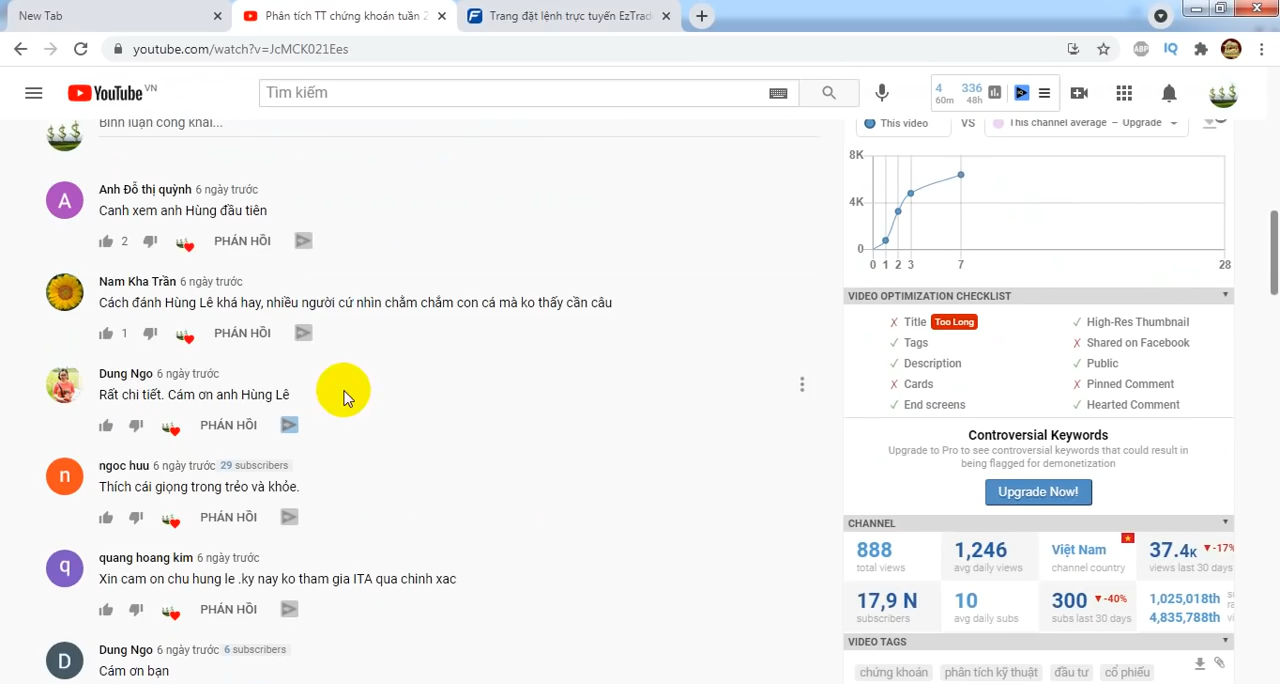 New Tab
Phân tích TT chứng khoán tuần 2
Trang đặt lệnh trực tuyến EzTrad
youtube.com/watch?v=JcMCK021Ees
ABP
IQ
YouTube VN
Tìm kiếm
4 336
60m 48h
Bình luận công khai...
This video VS This channel average – Upgrade
Anh Đỗ thị quỳnh 6 ngày trước
Canh xem anh Hùng đầu tiên
2 PHẢN HỒI
Nam Kha Trần 6 ngày trước
Cách đánh Hùng Lê khá hay, nhiều người cứ nhìn chằm chắm con cá mà ko thấy cần câu
1 PHẢN HỒI
Dung Ngo 6 ngày trước
Rất chi tiết. Cám ơn anh Hùng Lê
PHẢN HỒI
ngoc huu 6 ngày trước 29 subscribers
Thích cái giọng trong trẻo và khỏe.
PHẢN HỒI
quang hoang kim 6 ngày trước
Xin cam on chu hung le .ky nay ko tham gia ITA qua chinh xac
PHẢN HỒI
Dung Ngo 6 ngày trước 6 subscribers
Cám ơn bạn
A
n
q
D
8K
4K
0
0 1 2 3 7 28
VIDEO OPTIMIZATION CHECKLIST
Title Too Long High-Res Thumbnail
Tags Shared on Facebook
Description Public
Cards Pinned Comment
End screens Hearted Comment
Controversial Keywords
Upgrade to Pro to see controversial keywords that could result in
being flagged for demonetization
Upgrade Now!
CHANNEL
888 1,246 Việt Nam 37.4K -17%
total views avg daily views channel country views last 30 days
17,9 N 10 300 -40% 1,025,018th
subscribers avg daily subs subs last 30 days 4,835,788th
VIDEO TAGS
chứng khoán phân tích kỹ thuật đầu tư cổ phiếu